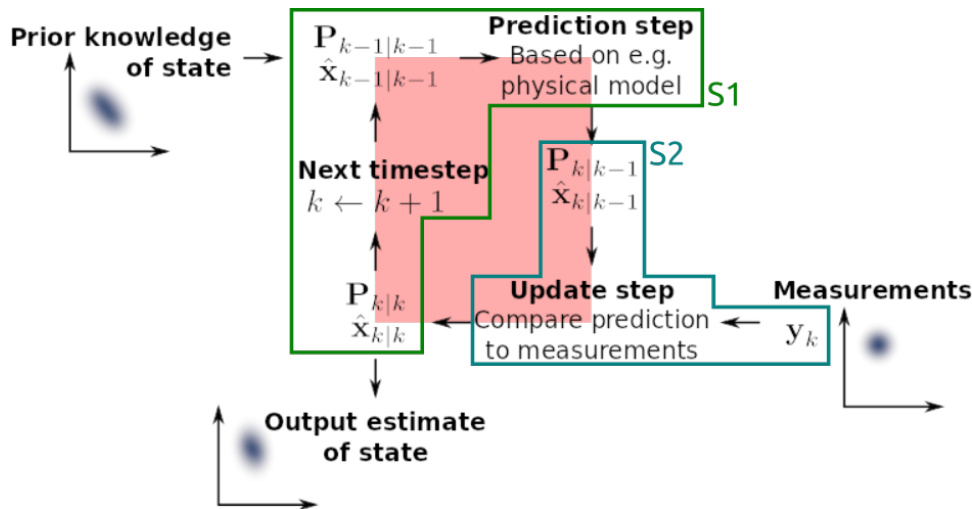 Prior knowledge
of state
P_{k-1|k-1}
x̂_{k-1|k-1}
Prediction step
Based on e.g.
physical model
S1
Next timestep
k ← k + 1
S2
P_{k|k-1}
x̂_{k|k-1}
P_{k|k}
x̂_{k|k}
Update step
Compare prediction
to measurements
Measurements
y_k
Output estimate
of state